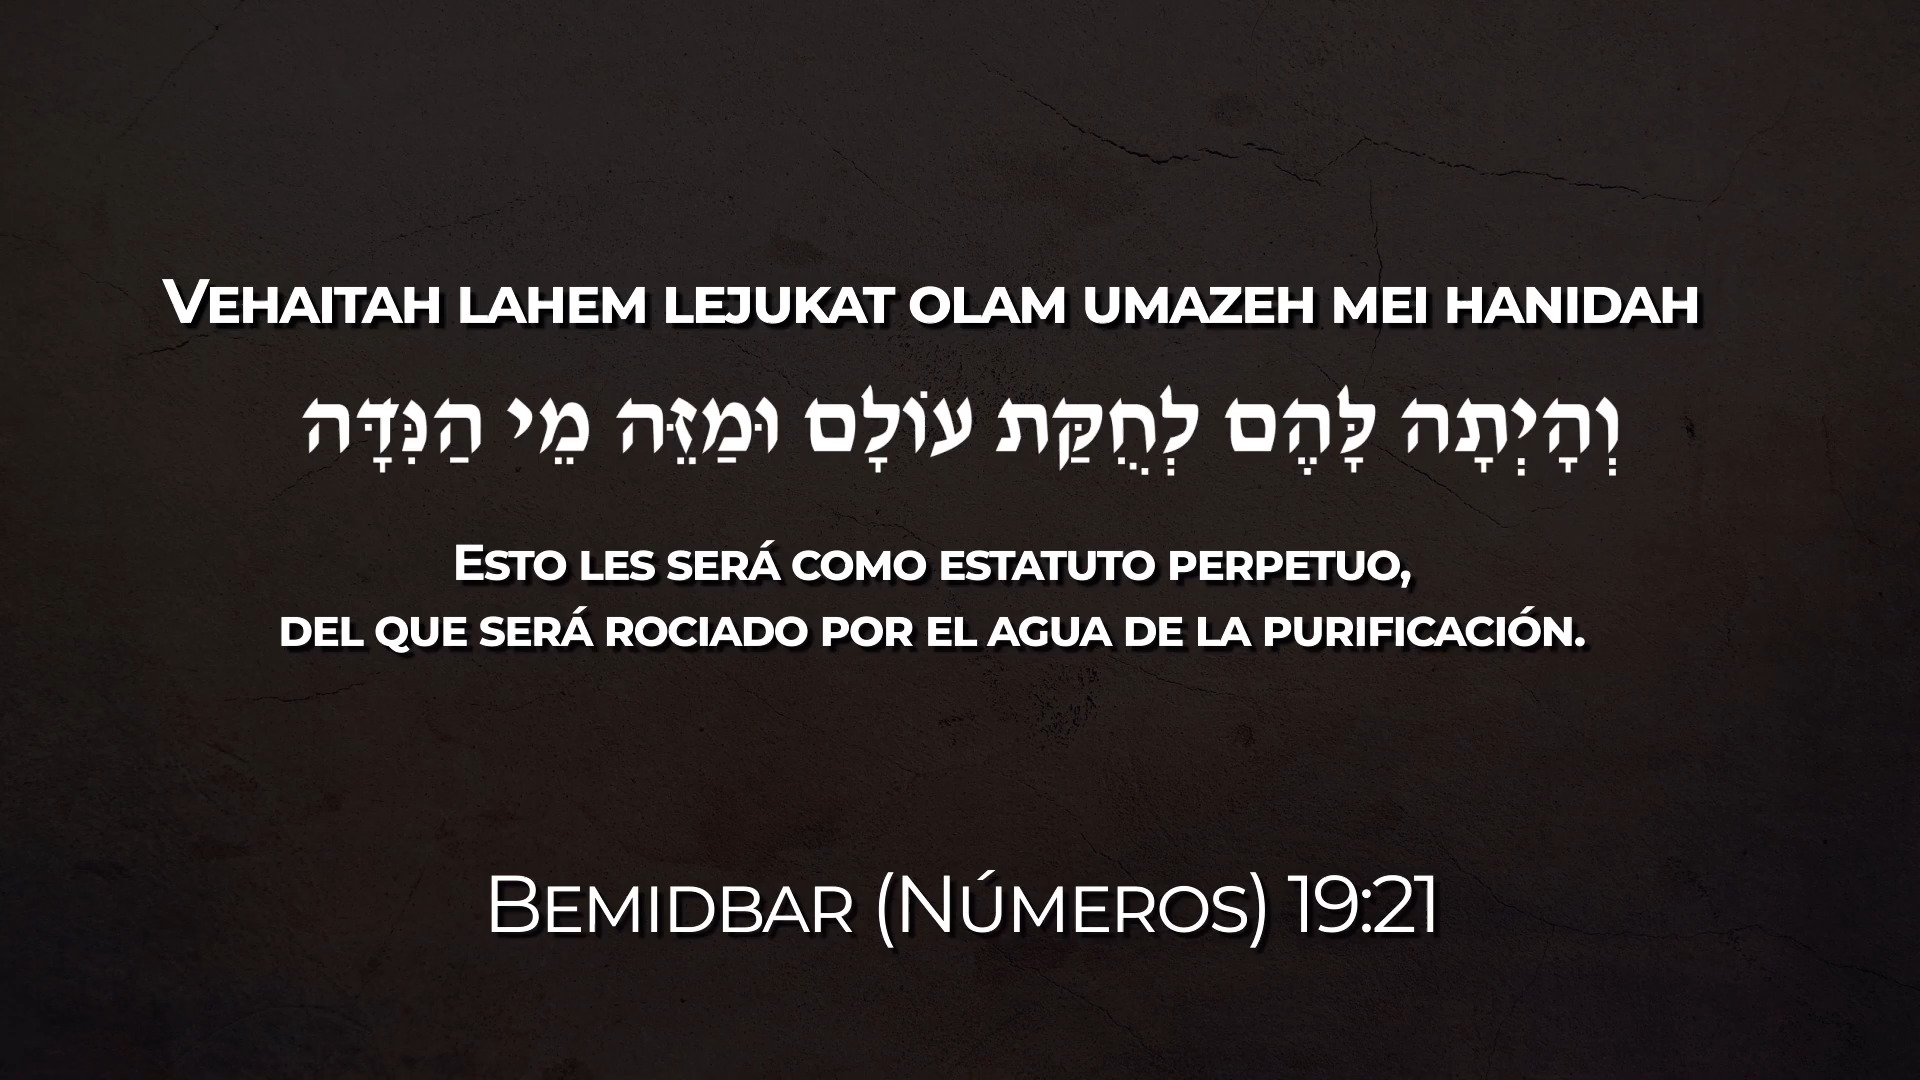 Vehaitah lahem lejukat olam umazeh mei hanidah
וְהָיְתָה לָּהֶם לְחֻקַּת עוֹלָם וּמַזֵּה מֵי הַנִּדָּה
Esto les será como estatuto perpetuo,
del que será rociado por el agua de la purificación.
Bemidbar (Números) 19:21